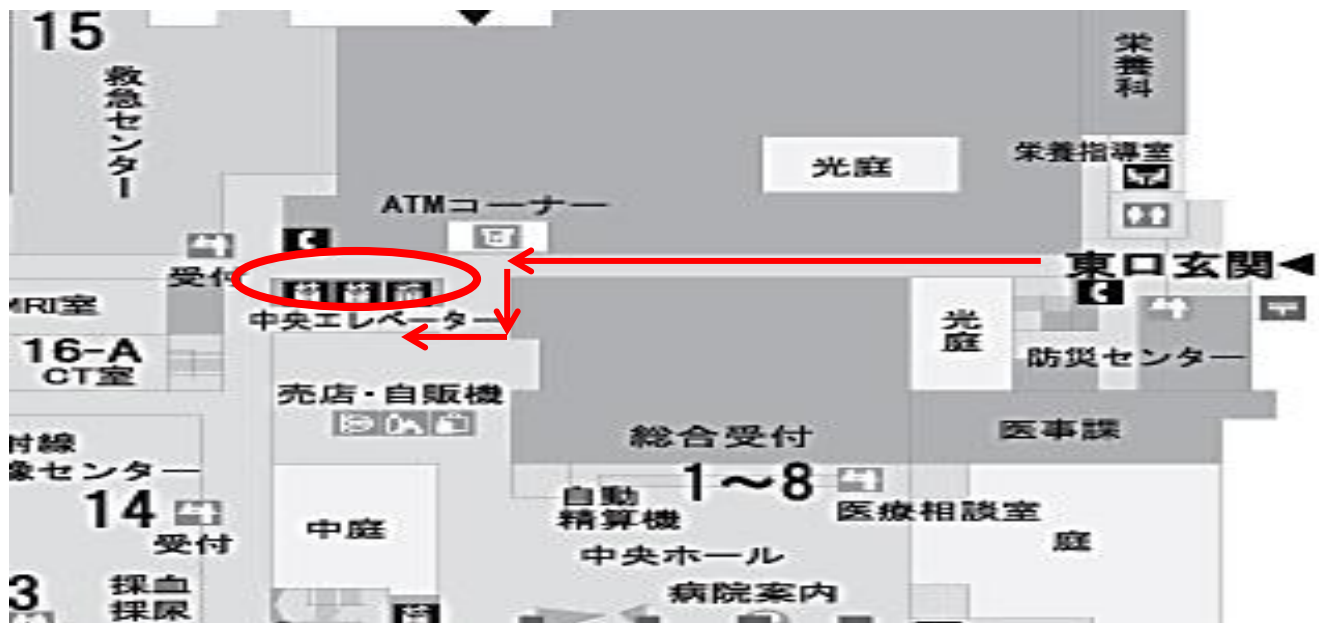 15
救急センター
栄養科
光庭
栄養指導室
ATMコーナー
東口玄関
受付
中央エレベーター
MRI室
16-A
CT室
光庭
防災センター
売店・自販機
総合受付
1～8
医事課
14
受付
中庭
自動
精算機
医療相談室
中央ホール
庭
3
採血
採尿
病院案内